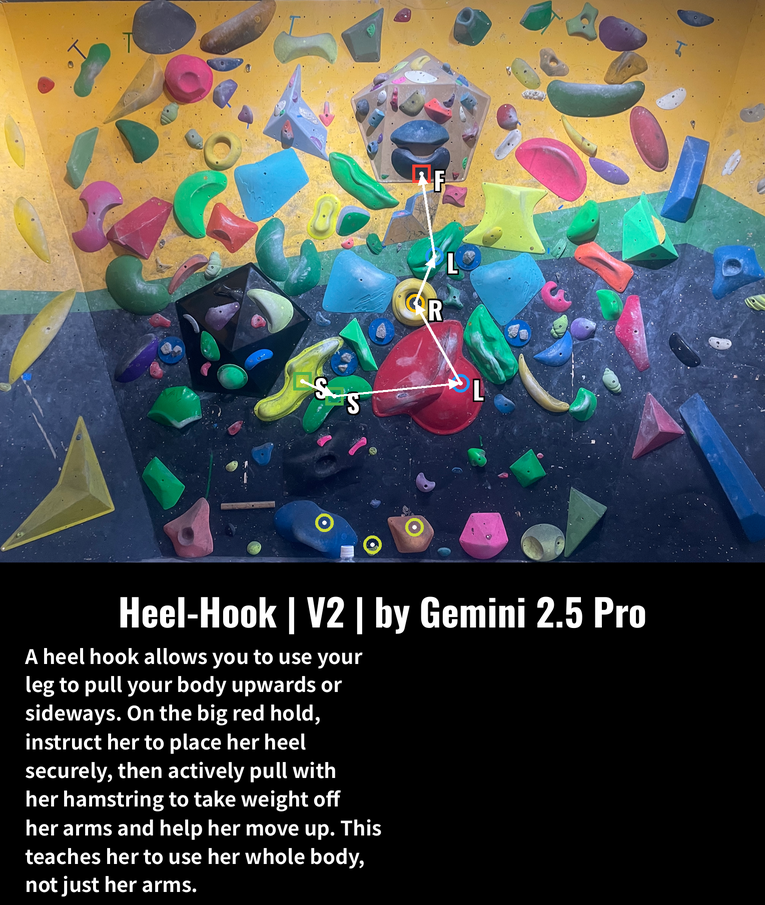 F
L
R
S
S
L
Heel-Hook | V2 | by Gemini 2.5 Pro
A heel hook allows you to use your
leg to pull your body upwards or
sideways. On the big red hold,
instruct her to place her heel
securely, then actively pull with
her hamstring to take weight off
her arms and help her move up. This
teaches her to use her whole body,
not just her arms.